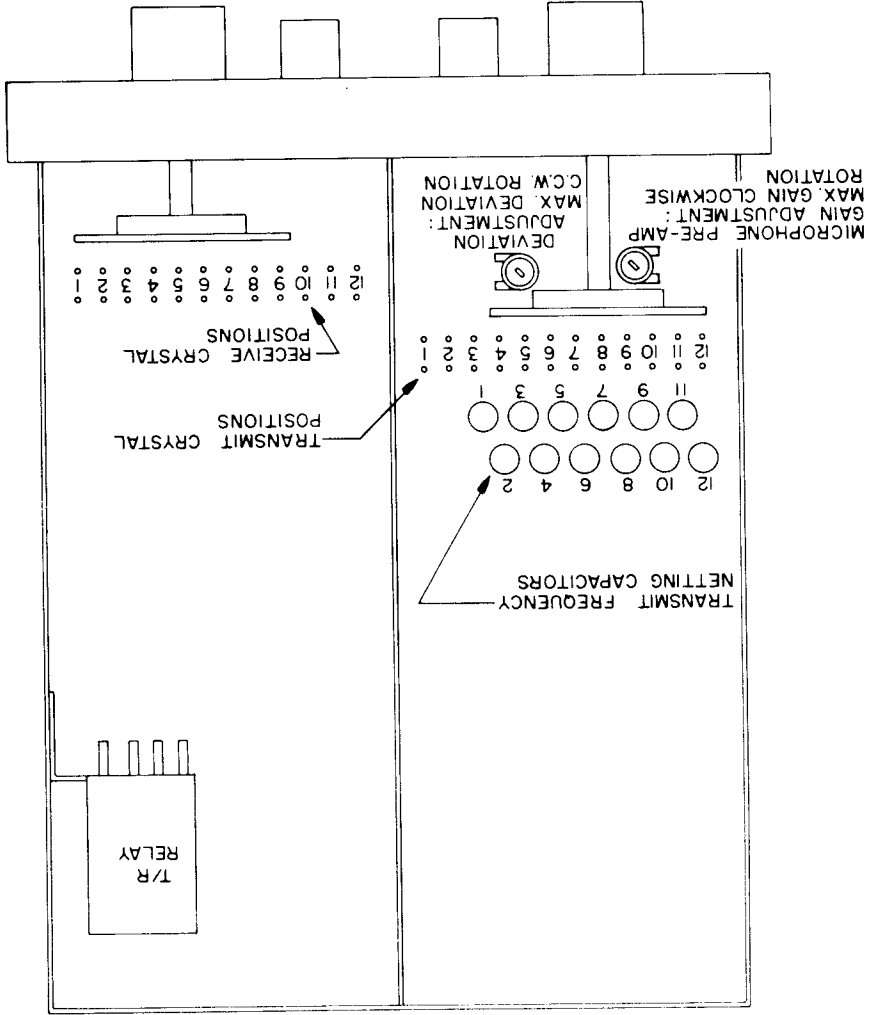 T/R
RELAY
TRANSMIT FREQUENCY
NETTING CAPACITORS
12 10 8 6 4 2
TRANSMIT CRYSTAL
POSITIONS
11 9 7 5 3 1
12 11 10 9 8 7 6 5 4 3 2 1
RECEIVE CRYSTAL
POSITIONS
12 11 10 9 8 7 6 5 4 3 2 1
MICROPHONE PRE-AMP
GAIN ADJUSTMENT:
MAX. GAIN CLOCKWISE
ROTATION
DEVIATION
ADJUSTMENT:
MAX. DEVIATION
C.C.W. ROTATION